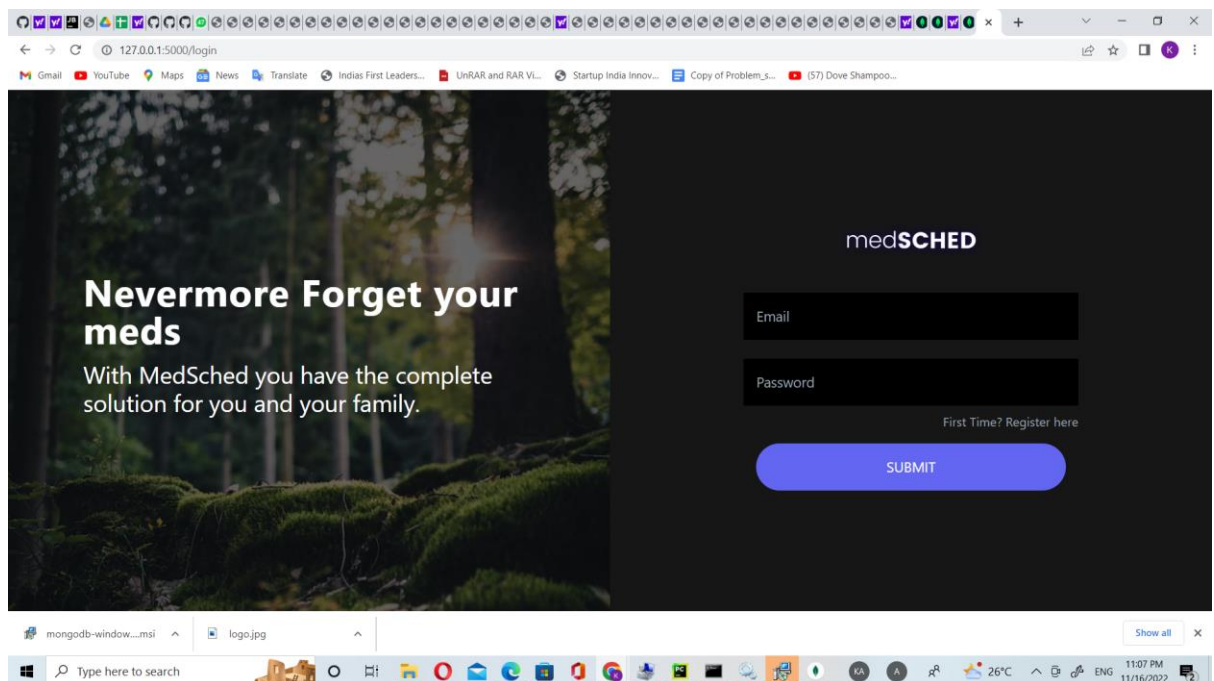 127.0.0.1:5000/login
Gmail YouTube Maps News Translate Indias First Leaders... UnRAR and RAR Vi... Startup India Innov... Copy of Problem_s... (57) Dove Shampoo...
K
medSCHED
Nevermore Forget your
meds
With MedSched you have the complete
solution for you and your family.
Email
Password
First Time? Register here
SUBMIT
mongodb-window....msi logo.jpg Show all
Type here to search
KA A 26°C ENG 11:07 PM
11/16/2022
2